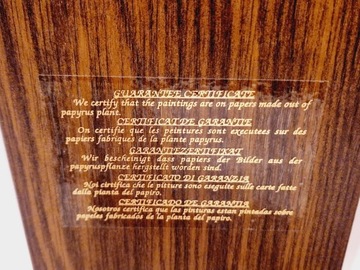 GUARANTEE CERTIFICATE
We certify that the paintings are on papers made out of
papyrus plant.
CERTIFICAT DE GARANTIE
On certifie que les peintures sont executees sur des
papiers fabriques de la plante papyrus.
GARANTIEZERTIFIXAT
Wir bescheinigt dass papiers der Bilder aus der
papyruspflanze hergstellt worden sind.
CERTIFICATO DI GARANZIA
Noi cirtifica che le pitture sono eseguite sulle carte fatte
della pianta del papiro.
CERTIFICADO DE GARANTIA
Nosotros certifica que las pinturas estan pintadas sobre
papeles fabricados de la planta del papiro.